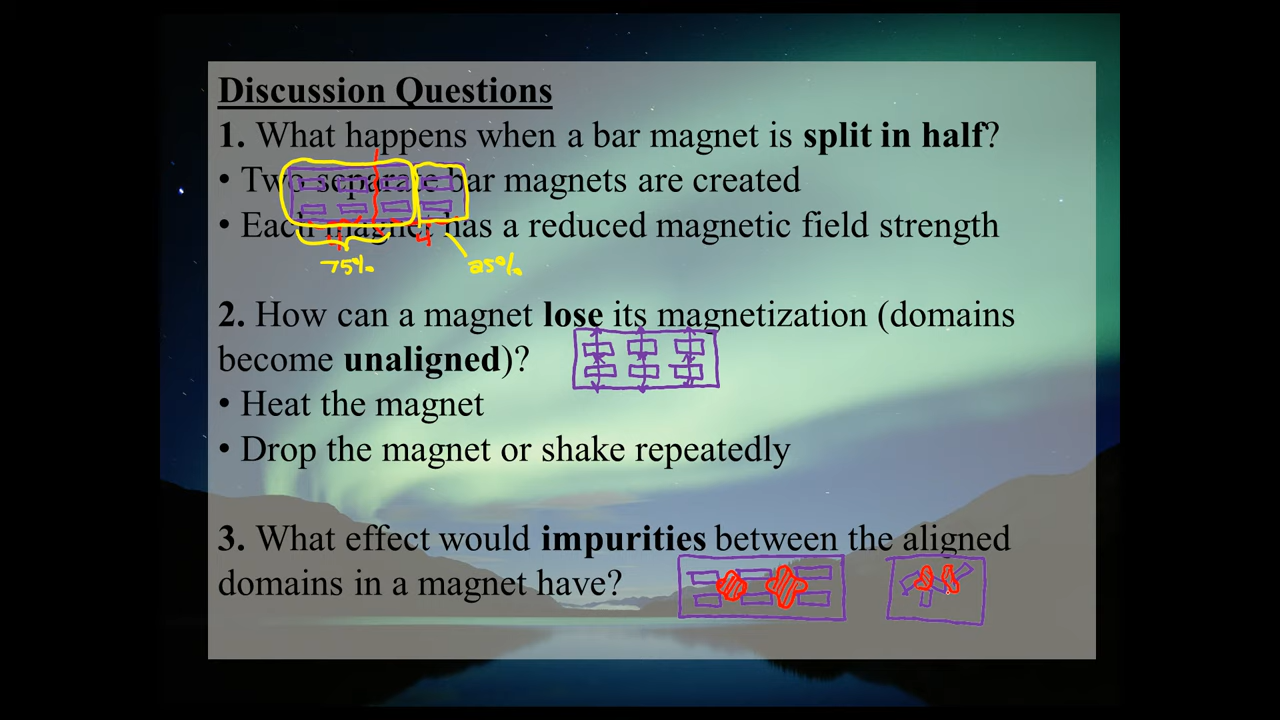 Discussion Questions
1. What happens when a bar magnet is split in half?
• Two separate bar magnets are created
• Each magnet has a reduced magnetic field strength
4 4
75% 25%
2. How can a magnet lose its magnetization (domains
become unaligned)?
• Heat the magnet
• Drop the magnet or shake repeatedly
3. What effect would impurities between the aligned
domains in a magnet have?